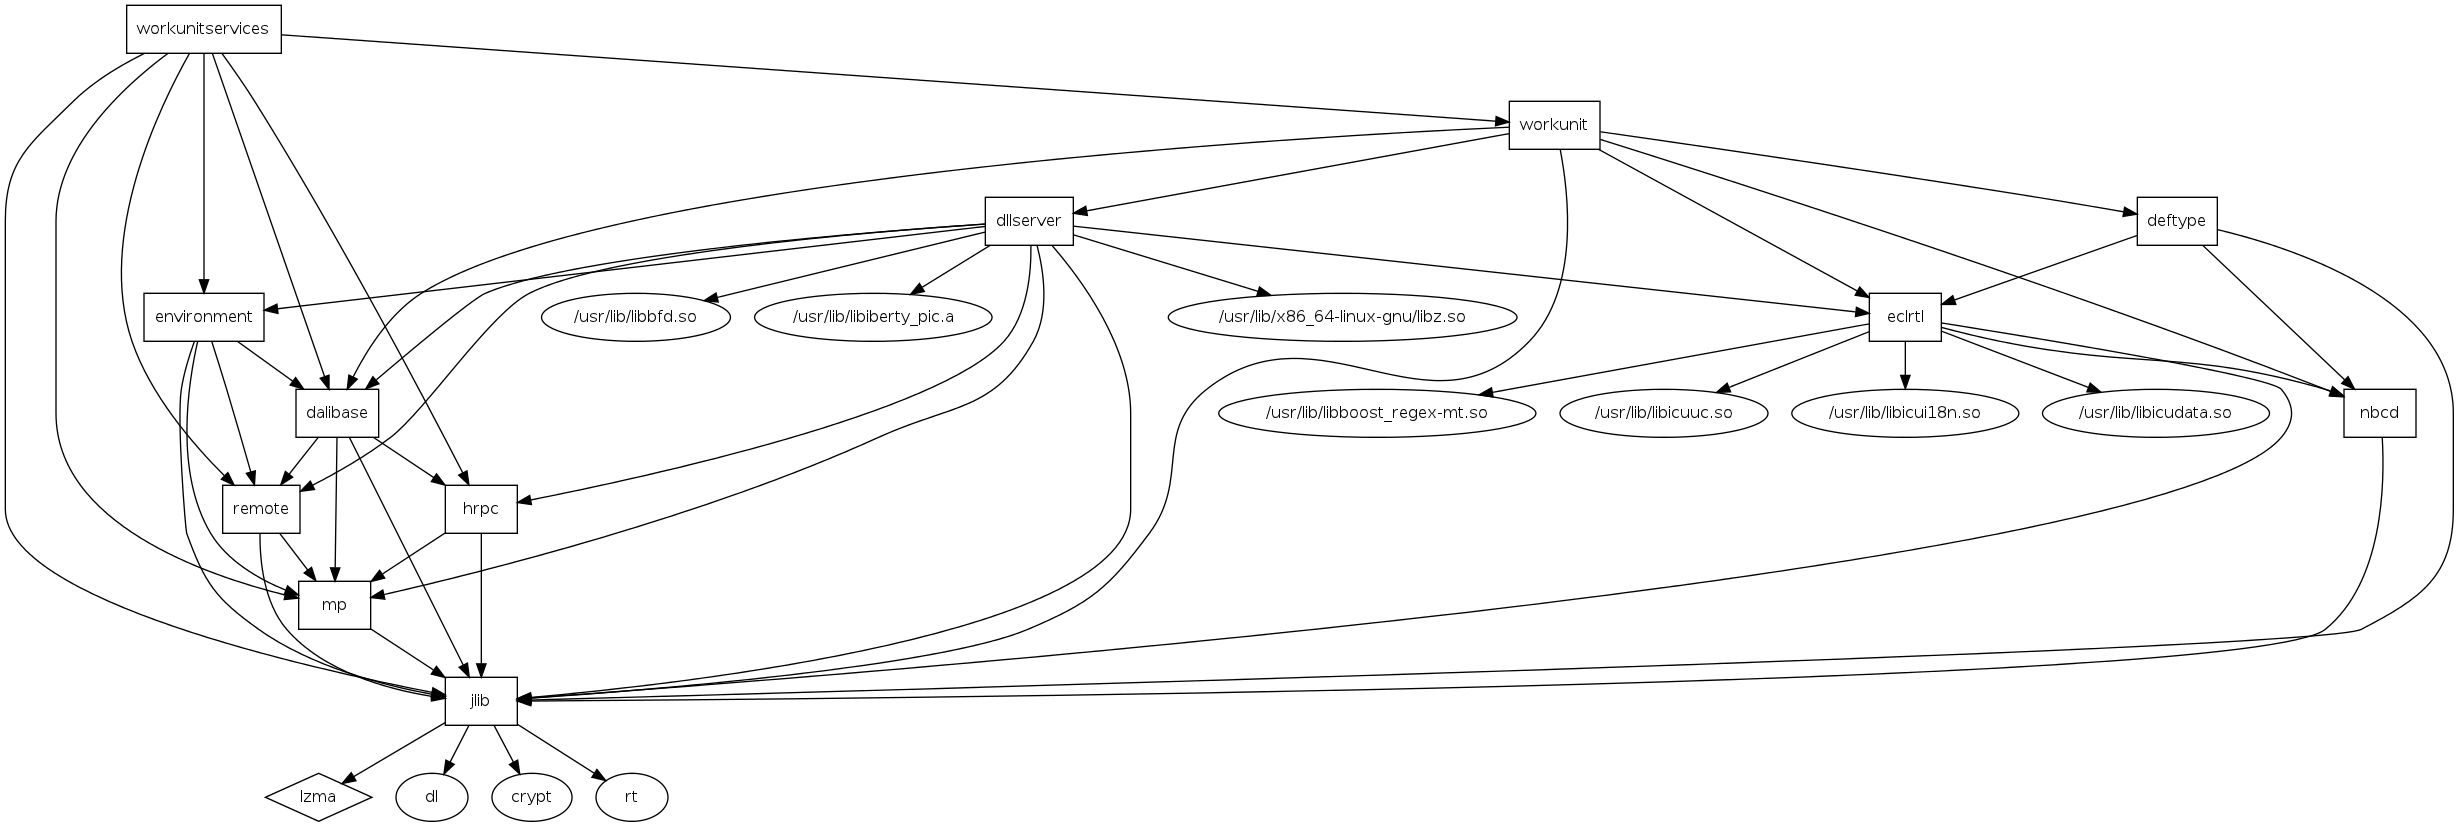 workunitservices
workunit
dllserver
deftype
environment
/usr/lib/libbfd.so
/usr/lib/libiberty_pic.a
/usr/lib/x86_64-linux-gnu/libz.so
eclrtl
dalibase
/usr/lib/libboost_regex-mt.so
/usr/lib/libicuuc.so
/usr/lib/libicui18n.so
/usr/lib/libicudata.so
nbcd
remote
hrpc
mp
jlib
lzma
dl
crypt
rt